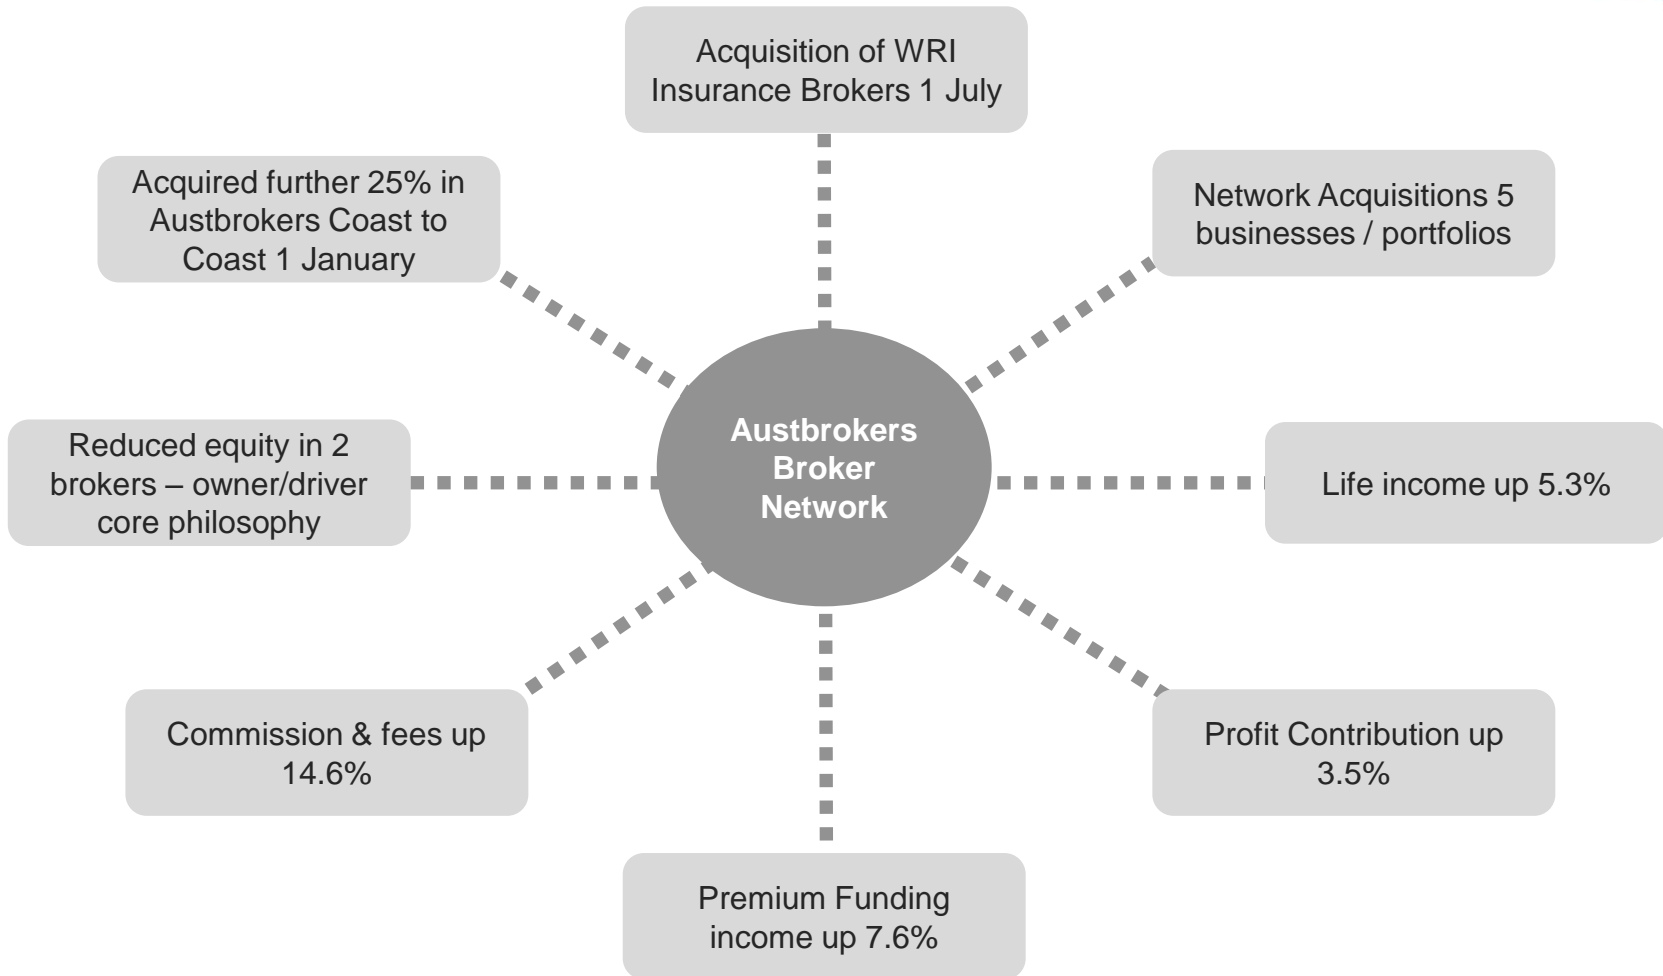 Acquisition of WRI
Insurance Brokers 1 July
Acquired further 25% in
Austbrokers Coast to
Coast 1 January
Network Acquisitions 5
businesses / portfolios
Austbrokers
Broker
Network
Reduced equity in 2
brokers – owner/driver
core philosophy
Life income up 5.3%
Commission & fees up
14.6%
Profit Contribution up
3.5%
Premium Funding
income up 7.6%